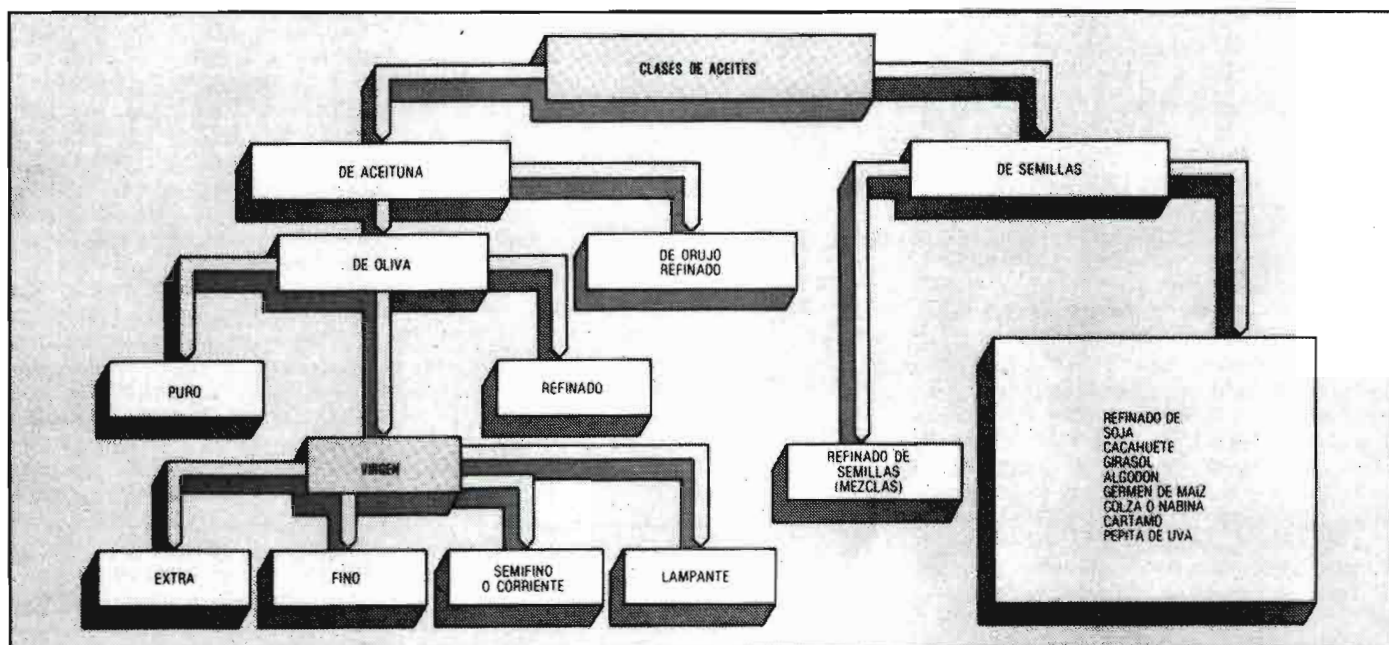 CLASES DE ACEITES
DE ACEITUNA
DE SEMILLAS
DE OLIVA
DE ORUJO
REFINADO
PURO
REFINADO
VIRGEN
REFINADO DE
SEMILLAS
(MEZCLAS)
REFINADO DE
SOJA
CACAHUETE
GIRASOL
ALGODON
GERMEN DE MAIZ
COLZA O NABINA
CARTAMO
PEPITA DE UVA
EXTRA
FINO
SEMIFINO
O CORRIENTE
LAMPANTE